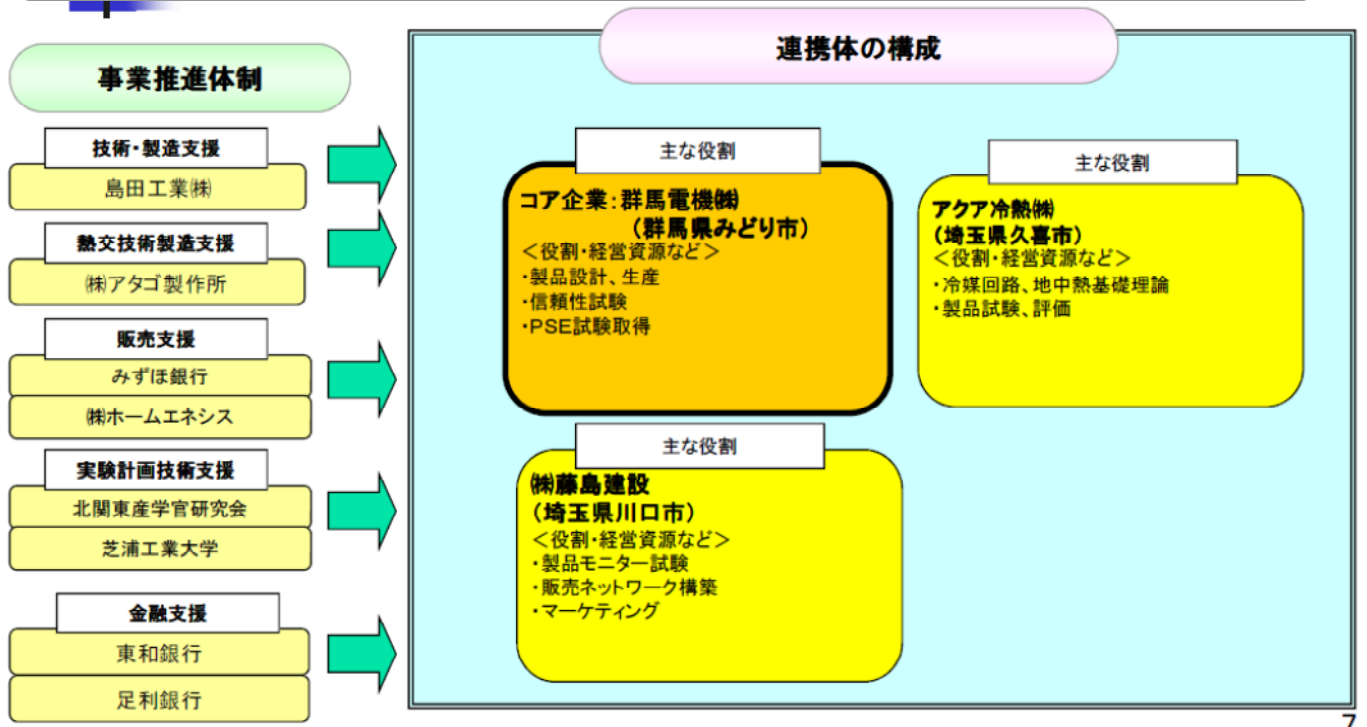 事業推進体制
技術・製造支援
島田工業㈱
熱交技術製造支援
㈱アタゴ製作所
販売支援
みずほ銀行
㈱ホームエネシス
実験計画技術支援
北関東産学官研究会
芝浦工業大学
金融支援
東和銀行
足利銀行
連携体の構成
主な役割
コア企業:群馬電機㈱
(群馬県みどり市)
<役割・経営資源など>
・製品設計、生産
・信頼性試験
・PSE試験取得
主な役割
アクア冷熱㈱
(埼玉県久喜市)
<役割・経営資源など>
・冷媒回路、地中熱基礎理論
・製品試験、評価
主な役割
㈱藤島建設
(埼玉県川口市)
<役割・経営資源など>
・製品モニター試験
・販売ネットワーク構築
・マーケティング
7